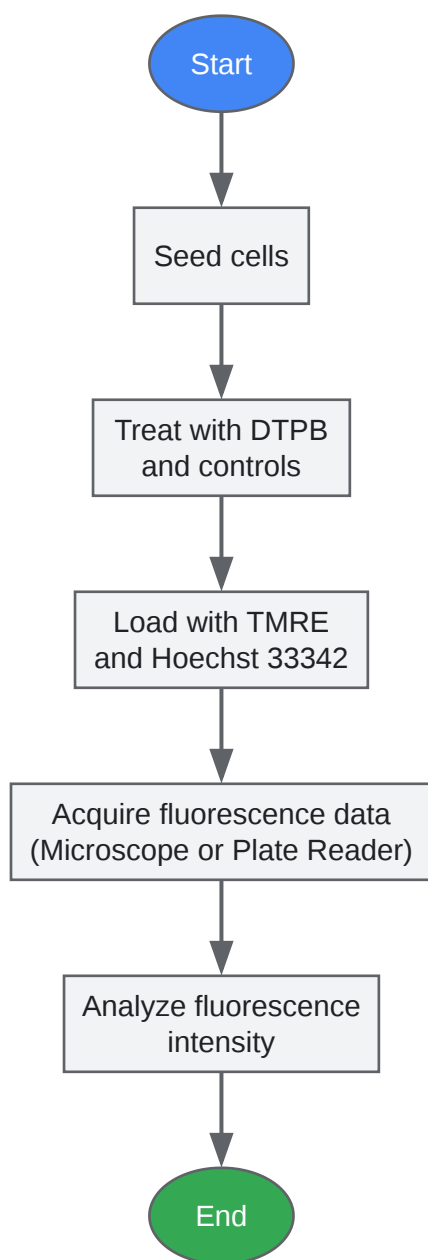 Start
Seed cells
Treat with DTPB
and controls
Load with TMRE
and Hoechst 33342
Acquire fluorescence data
(Microscope or Plate Reader)
Analyze fluorescence
intensity
End